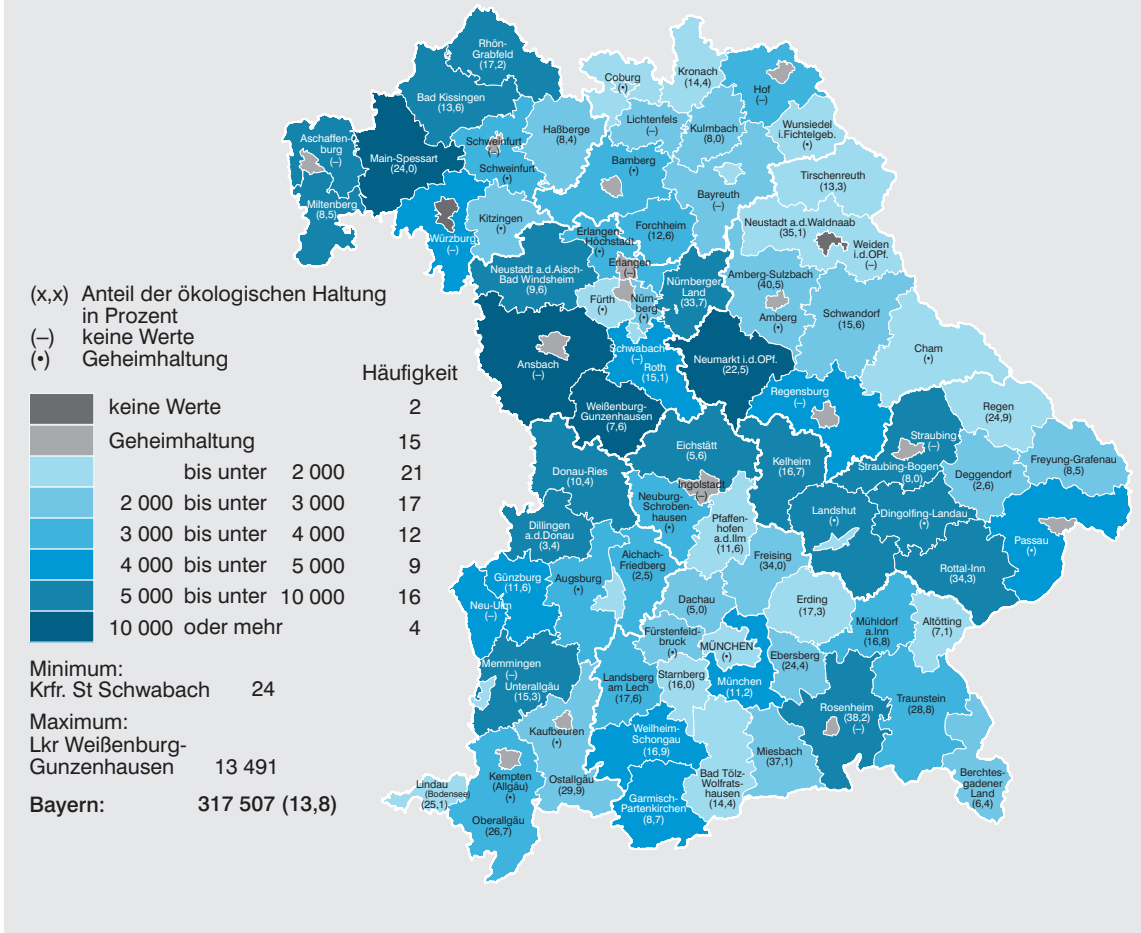 Rhön-
Grabfeld
(17,2)
Bad Kissingen
(13,6)
Coburg
(•)
Kronach
(14,4)
Hof
(–)
Lichtenfels
(–)
Kulmbach
(8,0)
Wunsiedel
i.Fichtelgeb.
(•)
Aschaffen-
burg
(–)
Main-Spessart
(24,0)
Schweinfurt
(–)
Schweinfurt
(•)
Haßberge
(8,4)
Bamberg
(•)
Bayreuth
(–)
Tirschenreuth
(13,3)
Miltenberg
(8,5)
Würzburg
(–)
Kitzingen
(•)
Erlangen-
Höchstadt
(•)
Forchheim
(12,6)
Neustadt a.d.Waldnaab
(35,1)
Weiden
i.d.OPf.
(–)
Neustadt a.d.Aisch-
Bad Windsheim
(9,6)
Erlangen
(–)
Fürth
(•)
Nürn-
berg
(•)
Nürnberger
Land
(33,7)
Amberg-Sulzbach
(40,5)
Amberg
(•)
Schwandorf
(15,6)
Cham
(•)
Ansbach
(–)
Schwabach
(–)
Roth
(15,1)
Neumarkt i.d.OPf.
(22,5)
Regensburg
(–)
Regen
(24,9)
Weißenburg-
Gunzenhausen
(7,6)
Eichstätt
(5,6)
Kelheim
(16,7)
Straubing
(–)
Straubing-Bogen
(8,0)
Deggendorf
(2,6)
Freyung-Grafenau
(8,5)
Donau-Ries
(10,4)
Ingolstadt
(–)
Neuburg-
Schroben-
hausen
(•)
Pfaffen-
hofen
a.d.Ilm
(11,6)
Landshut
(•)
Dingolfing-Landau
(•)
Passau
(•)
Dillingen
a.d.Donau
(3,4)
Aichach-
Friedberg
(2,5)
Freising
(34,0)
Rottal-Inn
(34,3)
Günzburg
(11,6)
Augsburg
(•)
Neu-Ulm
(–)
Dachau
(5,0)
Erding
(17,3)
Mühldorf
a.Inn
(16,8)
Altötting
(7,1)
Fürstenfeld-
bruck
(•)
MÜNCHEN
(•)
Ebersberg
(24,4)
Memmingen
(–)
Unterallgäu
(15,3)
Landsberg
am Lech
(17,6)
Starnberg
(16,0)
München
(11,2)
Rosenheim
(38,2)
(–)
Traunstein
(28,8)
Kaufbeuren
(•)
Weilheim-
Schongau
(16,9)
Miesbach
(37,1)
Bad Tölz-
Wolfrats-
hausen
(14,4)
Berchtes-
gadener
Land
(6,4)
Lindau
(Bodensee)
(25,1)
Kempten
(Allgäu)
(•)
Ostallgäu
(29,9)
Oberallgäu
(26,7)
Garmisch-
Partenkirchen
(8,7)
(x,x) Anteil der ökologischen Haltung
in Prozent
(–) keine Werte
(•) Geheimhaltung
Häufigkeit
keine Werte 2
Geheimhaltung 15
bis unter 2 000 21
2 000 bis unter 3 000 17
3 000 bis unter 4 000 12
4 000 bis unter 5 000 9
5 000 bis unter 10 000 16
10 000 oder mehr 4
Minimum:
Krfr. St Schwabach 24
Maximum:
Lkr Weißenburg-
Gunzenhausen 13 491
Bayern: 317 507 (13,8)